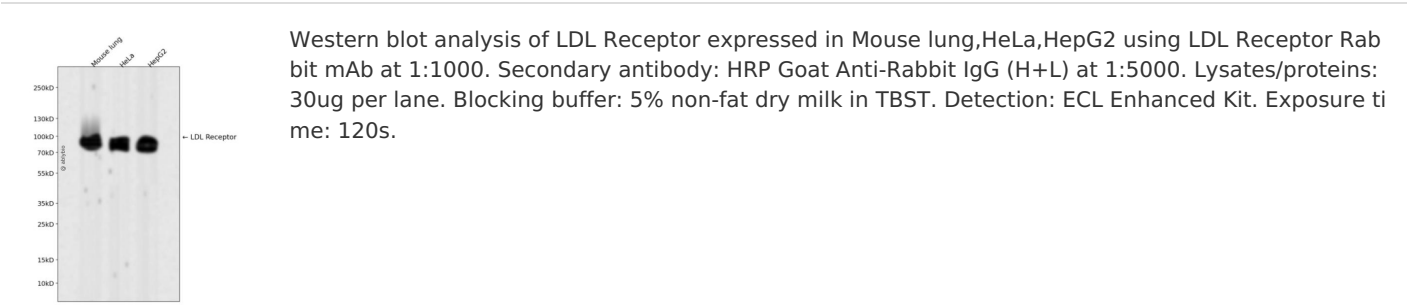 Mouse lung
HeLa
HepG2
250kD
130kD
100kD
70kD
55kD
35kD
25kD
15kD
10kD
← LDL Receptor
Western blot analysis of LDL Receptor expressed in Mouse lung,HeLa,HepG2 using LDL Receptor Rab
bit mAb at 1:1000. Secondary antibody: HRP Goat Anti-Rabbit IgG (H+L) at 1:5000. Lysates/proteins:
30ug per lane. Blocking buffer: 5% non-fat dry milk in TBST. Detection: ECL Enhanced Kit. Exposure ti
me: 120s.